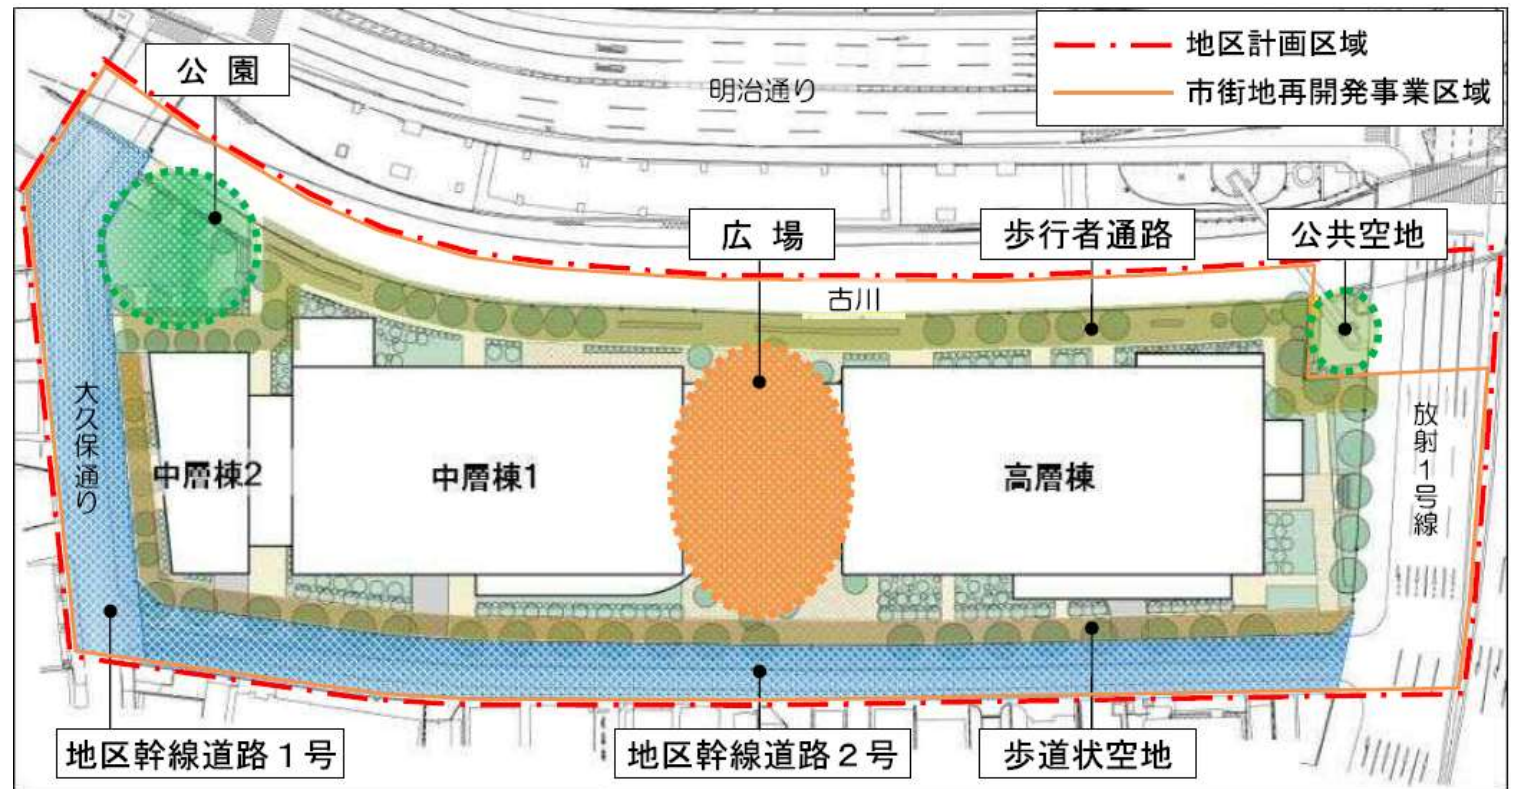 地区計画区域
市街地再開発事業区域
公園
明治通り
広場
歩行者通路
公共空地
古川
大久保通り
中層棟2
中層棟1
高層棟
放射1号線
地区幹線道路1号
地区幹線道路2号
歩道状空地